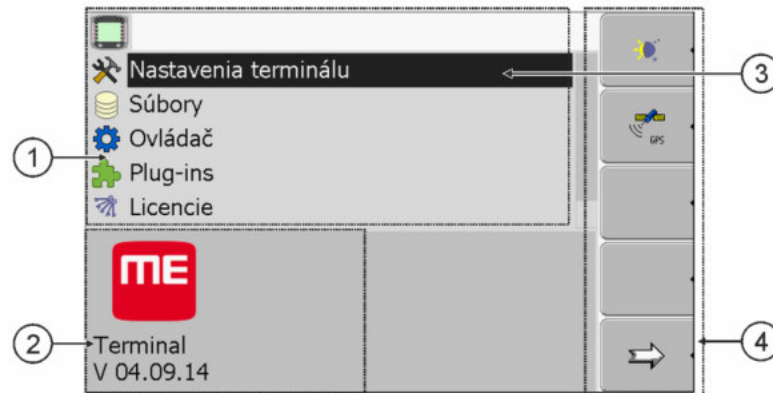 Nastavenia terminálu
Súbory
Ovládač
Plug-ins
Licencie
ME
Terminal
V 04.09.14
GPS
1
2
3
4